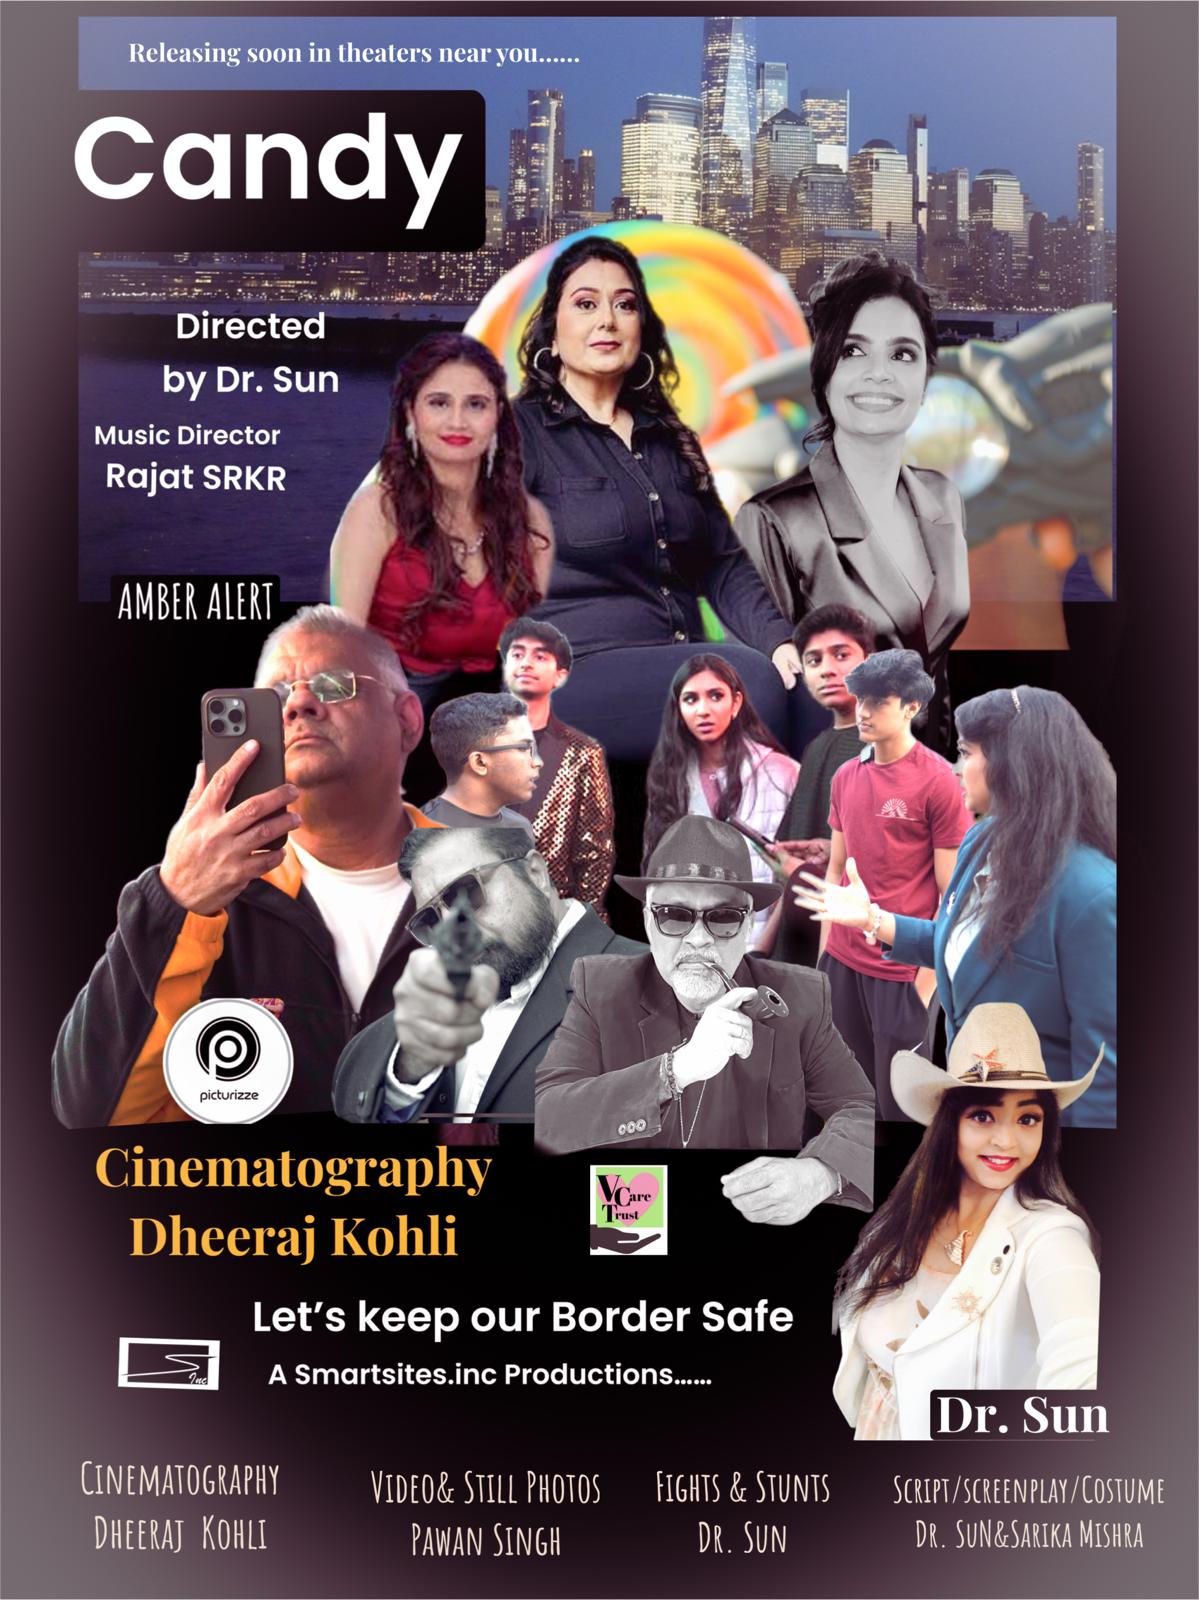 Releasing soon in theaters near you......
Candy
Directed
by Dr. Sun
Music Director
Rajat SRKR
AMBER ALERT
picturizze
Cinematography
Dheeraj Kohli
V
Care
Trust
Let's keep our Border Safe
S Inc
A Smartsites.inc Productions......
Dr. Sun
CINEMATOGRAPHY
DHEERAJ KOHLI
VIDEO& STILL PHOTOS
PAWAN SINGH
FIGHTS & STUNTS
DR. SUN
SCRIPT/SCREENPLAY/COSTUME
DR. SUN&SARIKA MISHRA